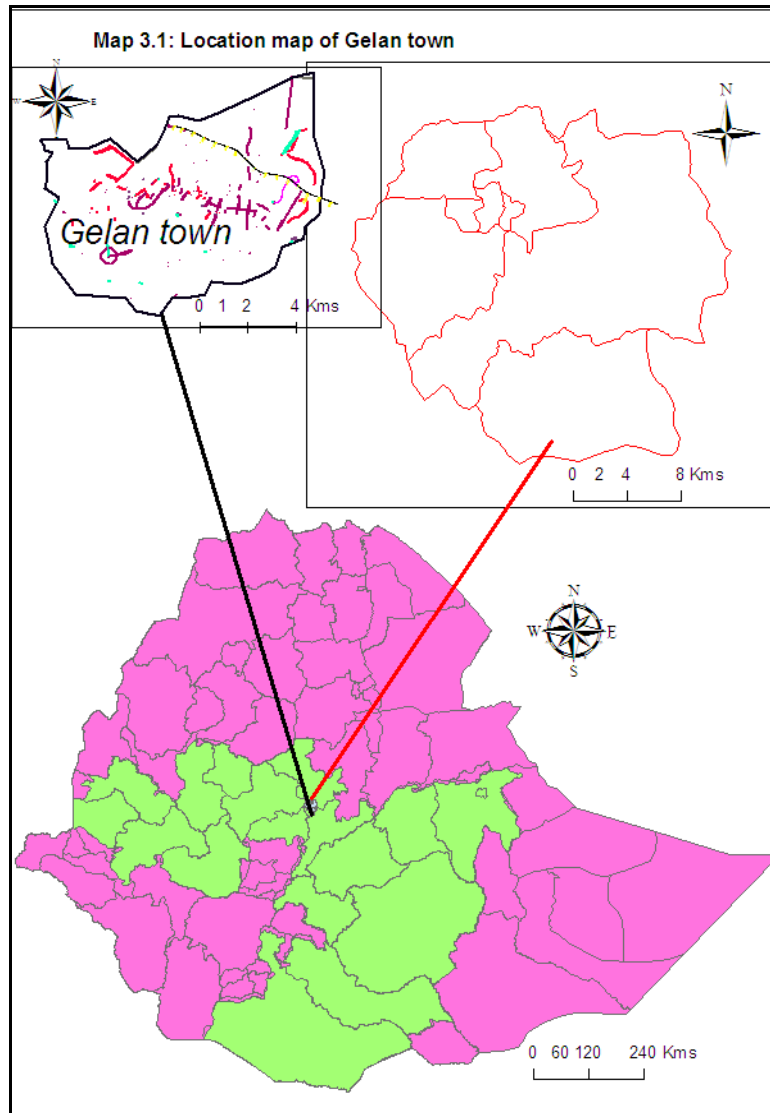 Map 3.1: Location map of Gelan town
N
W E
Gelan town
0 1 2 4 Kms
N
0 2 4 8 Kms
N
W E
S
0 60 120 240 Kms